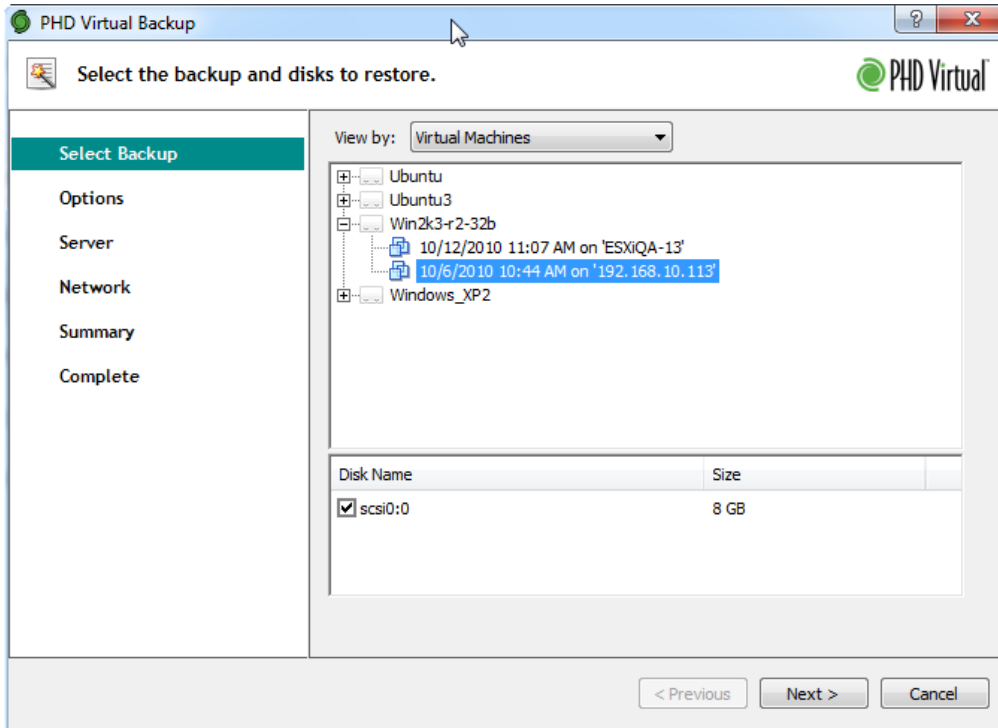 PHD Virtual Backup
?
Select the backup and disks to restore.
PHD Virtual
Select Backup
Options
Server
Network
Summary
Complete
View by: Virtual Machines
Ubuntu
Ubuntu3
Win2k3-r2-32b
10/12/2010 11:07 AM on 'ESXiQA-13'
10/6/2010 10:44 AM on '192.168.10.113'
Windows_XP2
Disk Name Size
scsi0:0 8 GB
< Previous Next > Cancel